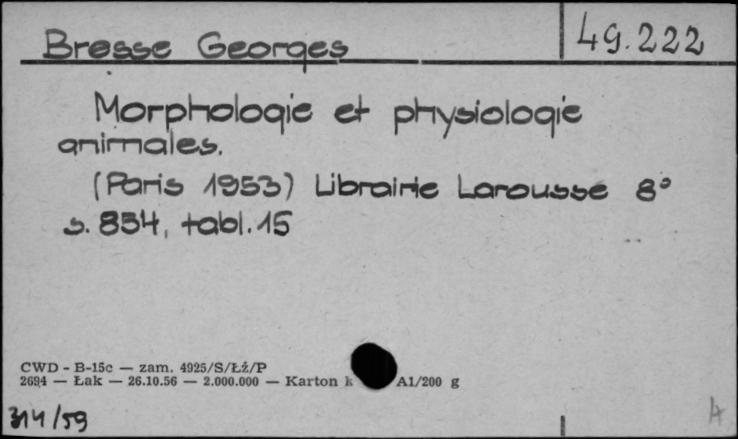 Bresse Georges
49.222
Morphologie et physiologie
animales.
(Paris 1953) Librairie Larousse 8°
s. 854, tabl. 15
CWD - B-15c — zam. 4925/S/Łż/P
2694 — Łak — 26.10.56 — 2.000.000 — Karton k A1/200 g
314/59